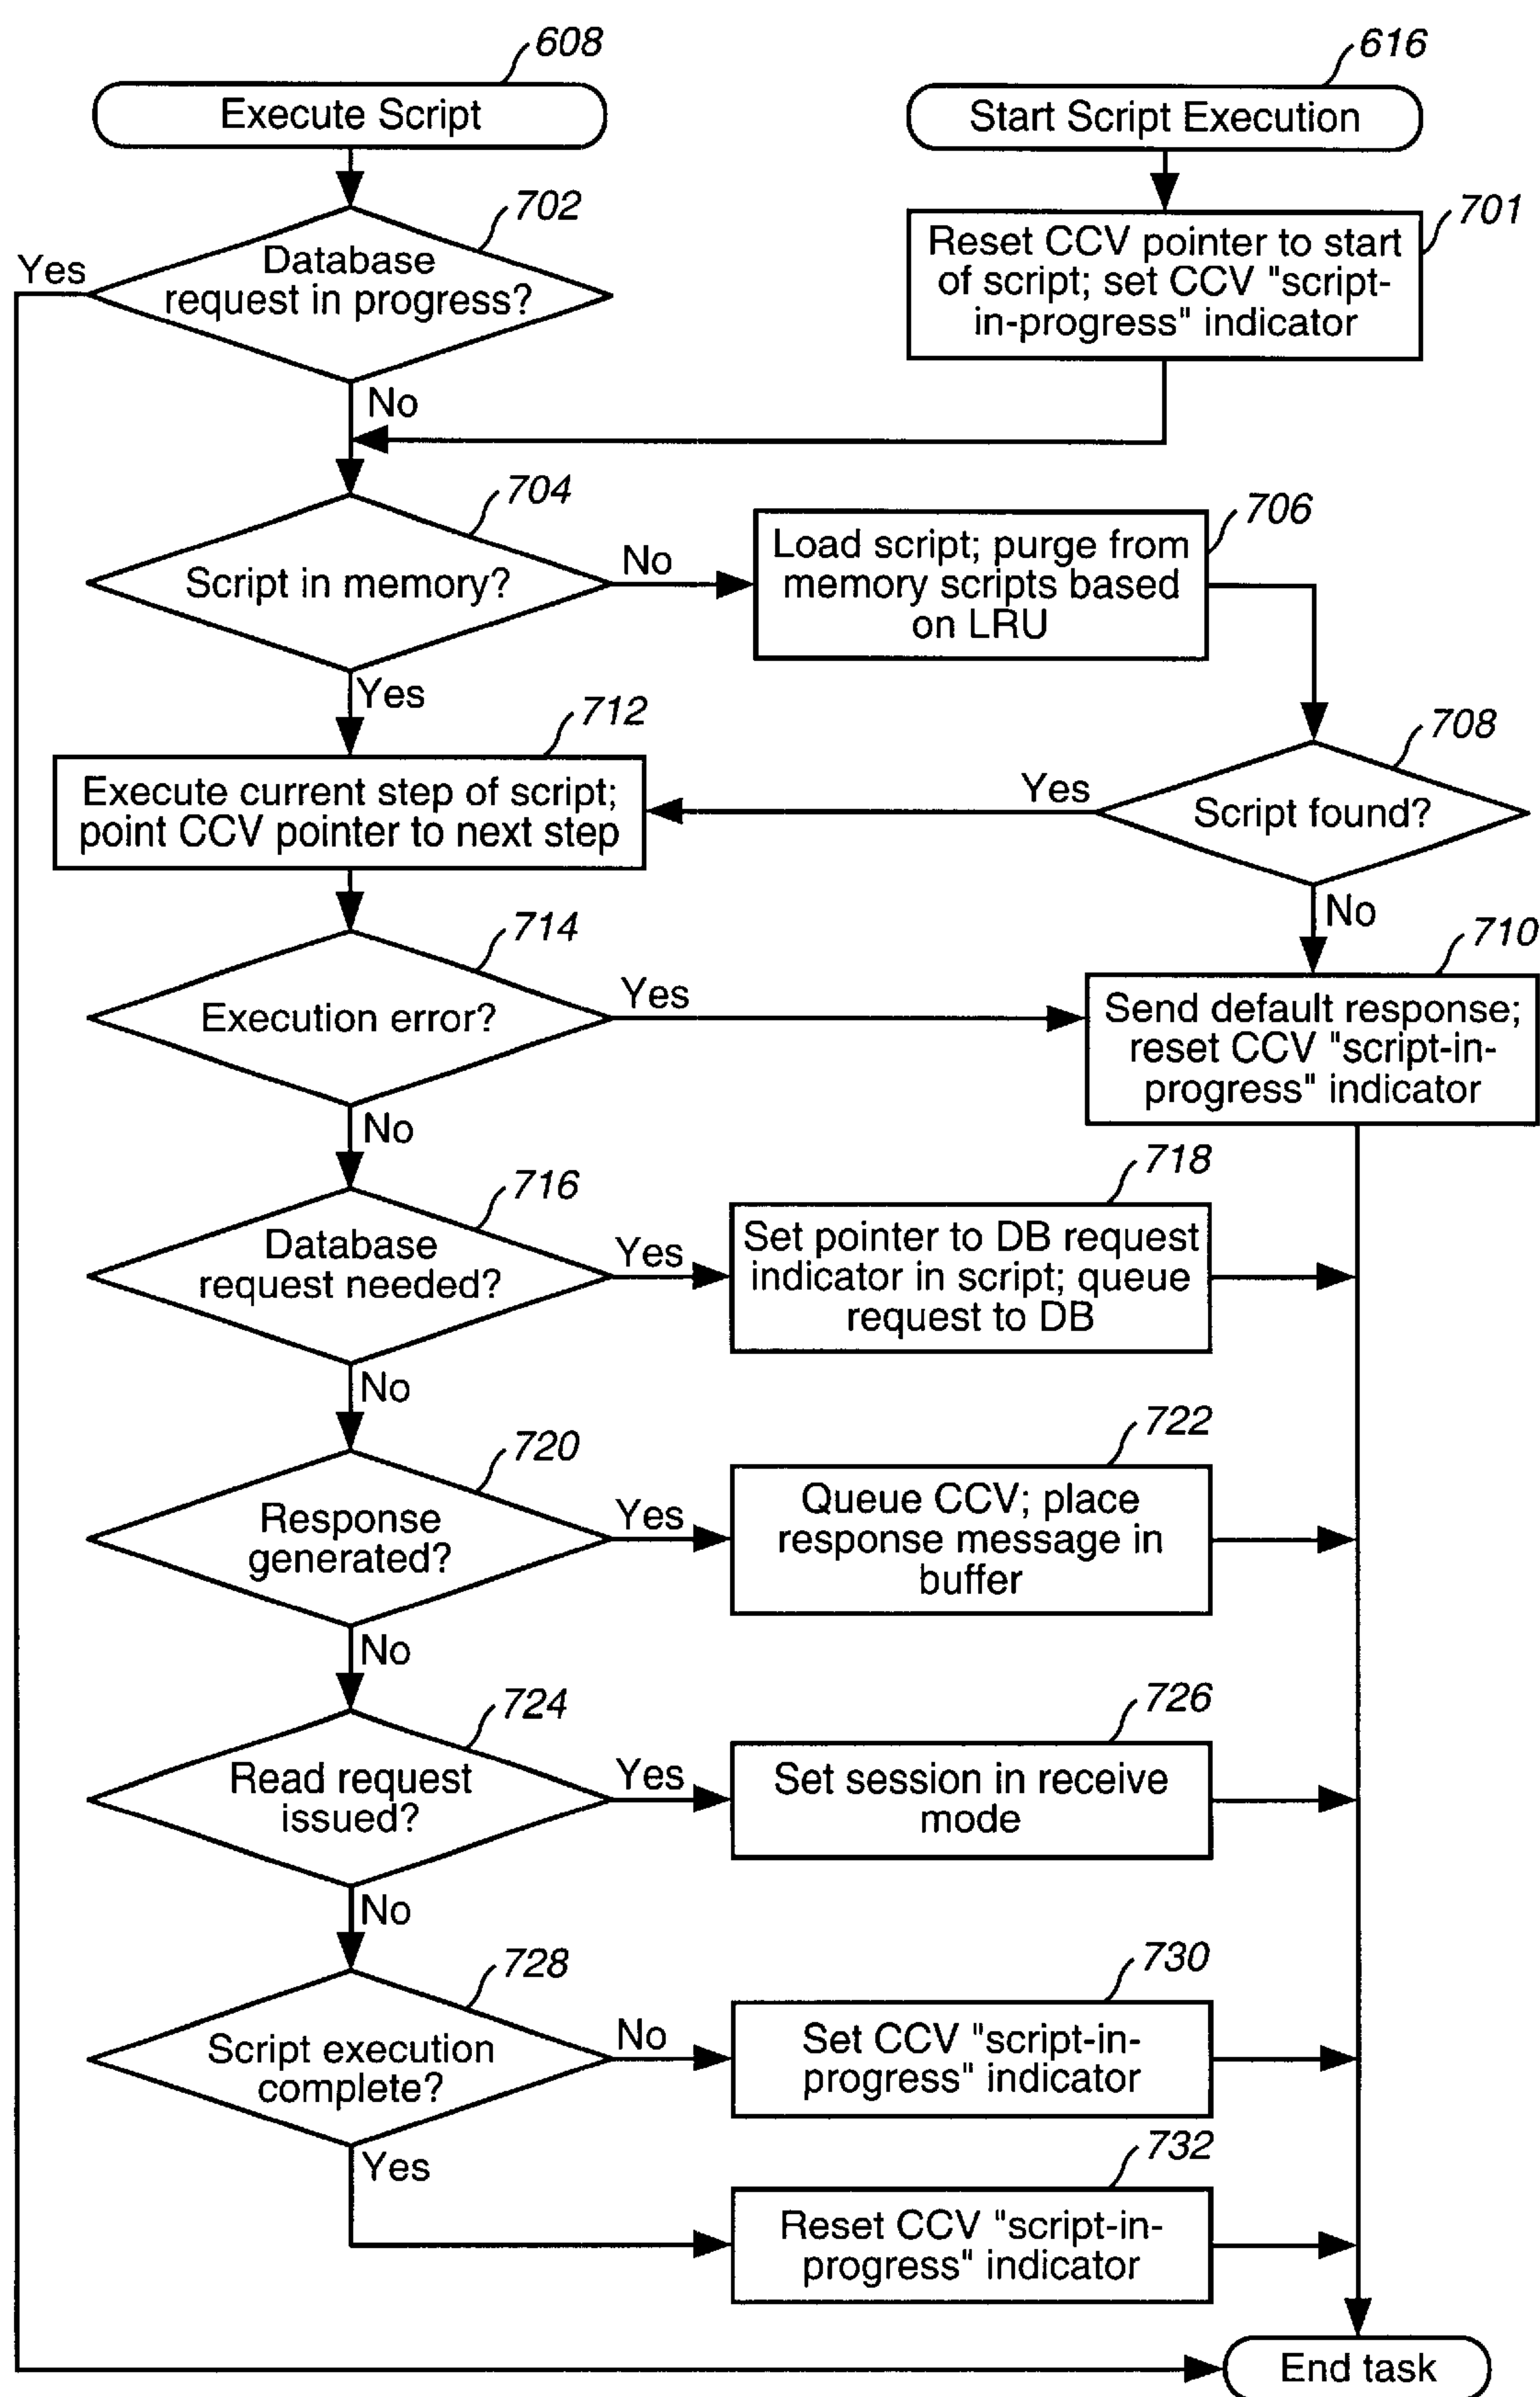 608
Execute Script
616
Start Script Execution
702
Database
request in progress?
Yes
No
701
Reset CCV pointer to start
of script; set CCV "script-
in-progress" indicator
704
Script in memory?
No
Yes
706
Load script; purge from
memory scripts based
on LRU
708
Script found?
Yes
No
712
Execute current step of script;
point CCV pointer to next step
714
Execution error?
Yes
No
710
Send default response;
reset CCV "script-in-
progress" indicator
716
Database
request needed?
Yes
No
718
Set pointer to DB request
indicator in script; queue
request to DB
720
Response
generated?
Yes
No
722
Queue CCV; place
response message in
buffer
724
Read request
issued?
Yes
No
726
Set session in receive
mode
728
Script execution
complete?
No
Yes
730
Set CCV "script-in-
progress" indicator
732
Reset CCV "script-in-
progress" indicator
End task